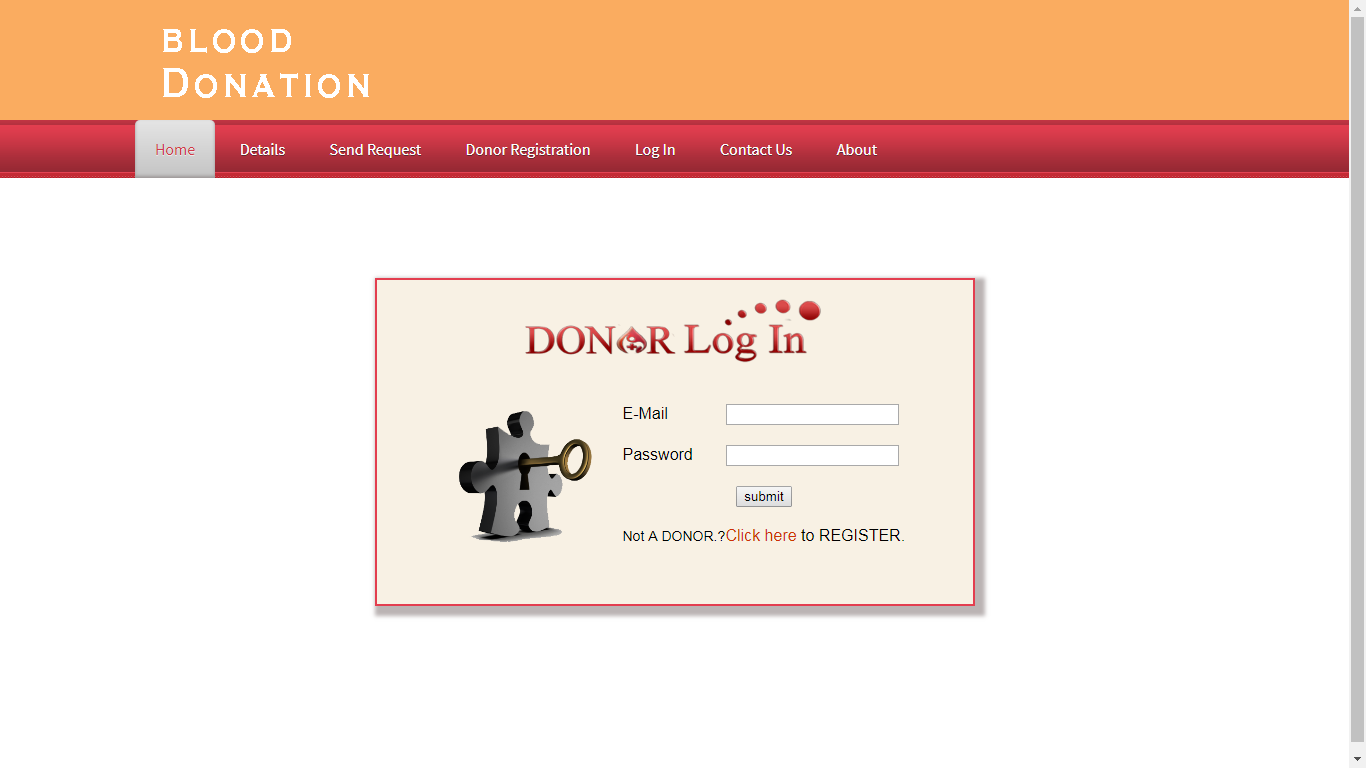 BLOOD
DONATION
Home Details Send Request Donor Registration Log In Contact Us About
DONOR Log In
E-Mail
Password
submit
Not A DONOR.?Click here to REGISTER.